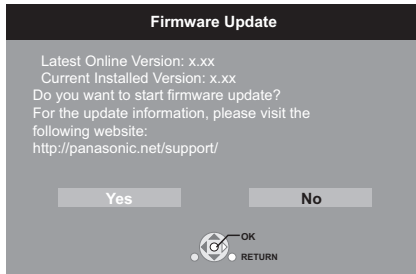 Firmware Update
Latest Online Version: x.xx
Current Installed Version: x.xx
Do you want to start firmware update?
For the update information, please visit the
following website:
http://panasonic.net/support/
Yes
No
OK
RETURN